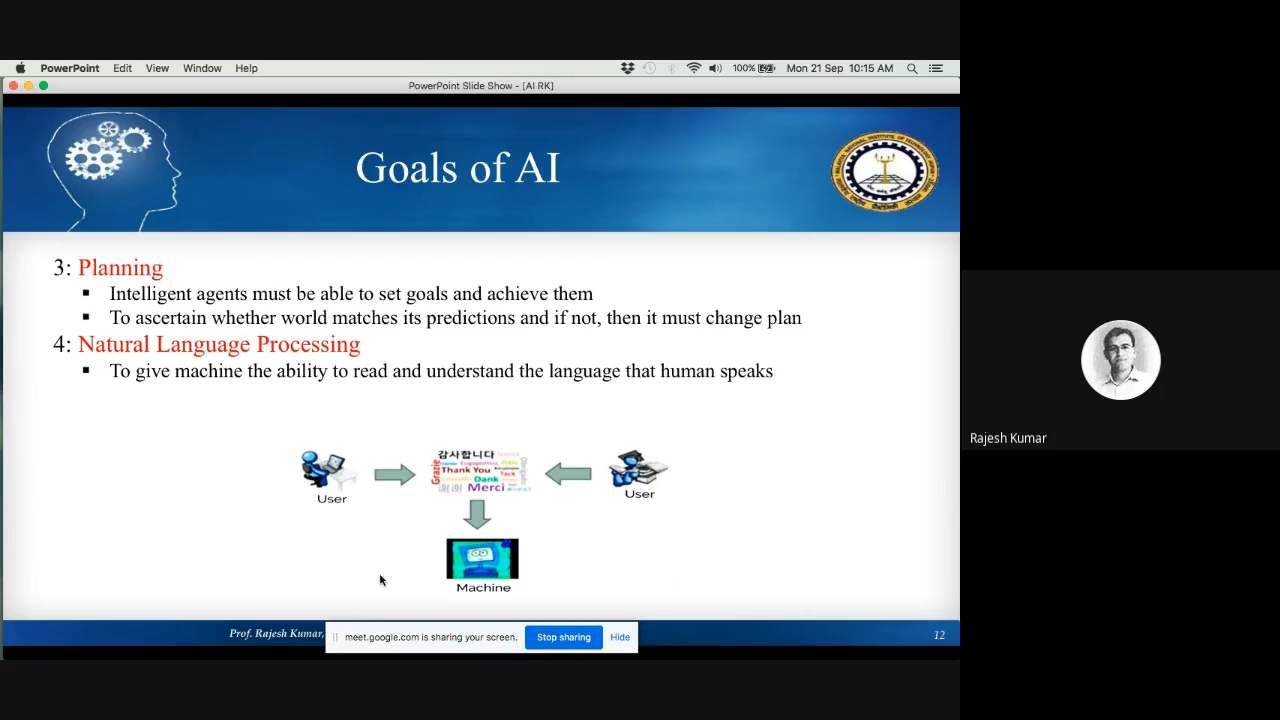 PowerPoint Edit View Window Help 100% Mon 21 Sep 10:15 AM
PowerPoint Slide Show - [AI RK]
Goals of AI
3: Planning
▪ Intelligent agents must be able to set goals and achieve them
▪ To ascertain whether world matches its predictions and if not, then it must change plan
4: Natural Language Processing
▪ To give machine the ability to read and understand the language that human speaks
감사합니다
Grazie
Thank You
Tack
Dank
谢谢 Merci
User
User
Machine
Rajesh Kumar
Prof. Rajesh Kumar,
meet.google.com is sharing your screen. Stop sharing Hide
12